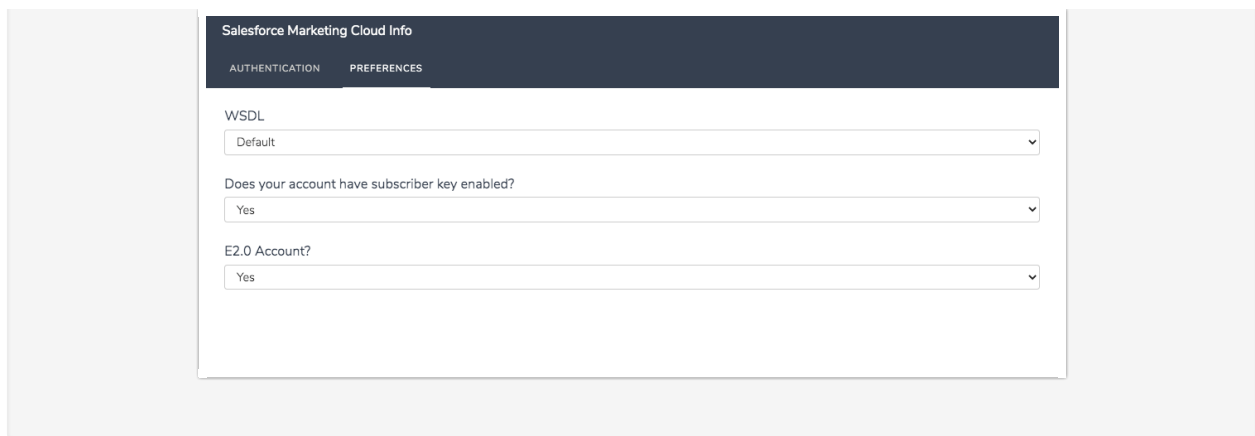 Salesforce Marketing Cloud Info
AUTHENTICATION PREFERENCES
WSDL
Default
Does your account have subscriber key enabled?
Yes
E2.0 Account?
Yes